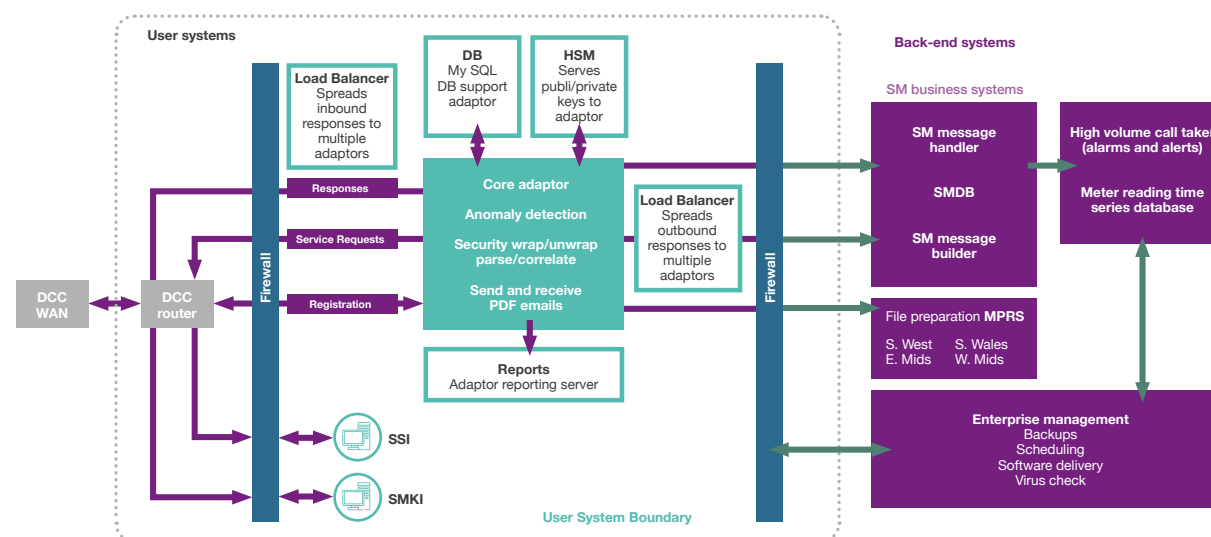 User systems
Load Balancer
Spreads
inbound
responses to
multiple
adaptors
DB
My SQL
DB support
adaptor
HSM
Serves
publi/private
keys to
adaptor
Back-end systems
SM business systems
Firewall
Responses
Service Requests
Registration
Core adaptor
Anomaly detection
Security wrap/unwrap
parse/correlate
Send and receive
PDF emails
Load Balancer
Spreads
outbound
responses to
multiple
adaptors
Firewall
SM message
handler
SMDB
SM message
builder
High volume call taker
(alarms and alerts)
Meter reading time
series database
DCC
WAN
DCC
router
File preparation MPRS
S. West S. Wales
E. Mids W. Mids
Reports
Adaptor reporting server
SSI
SMKI
Enterprise management
Backups
Scheduling
Software delivery
Virus check
User System Boundary